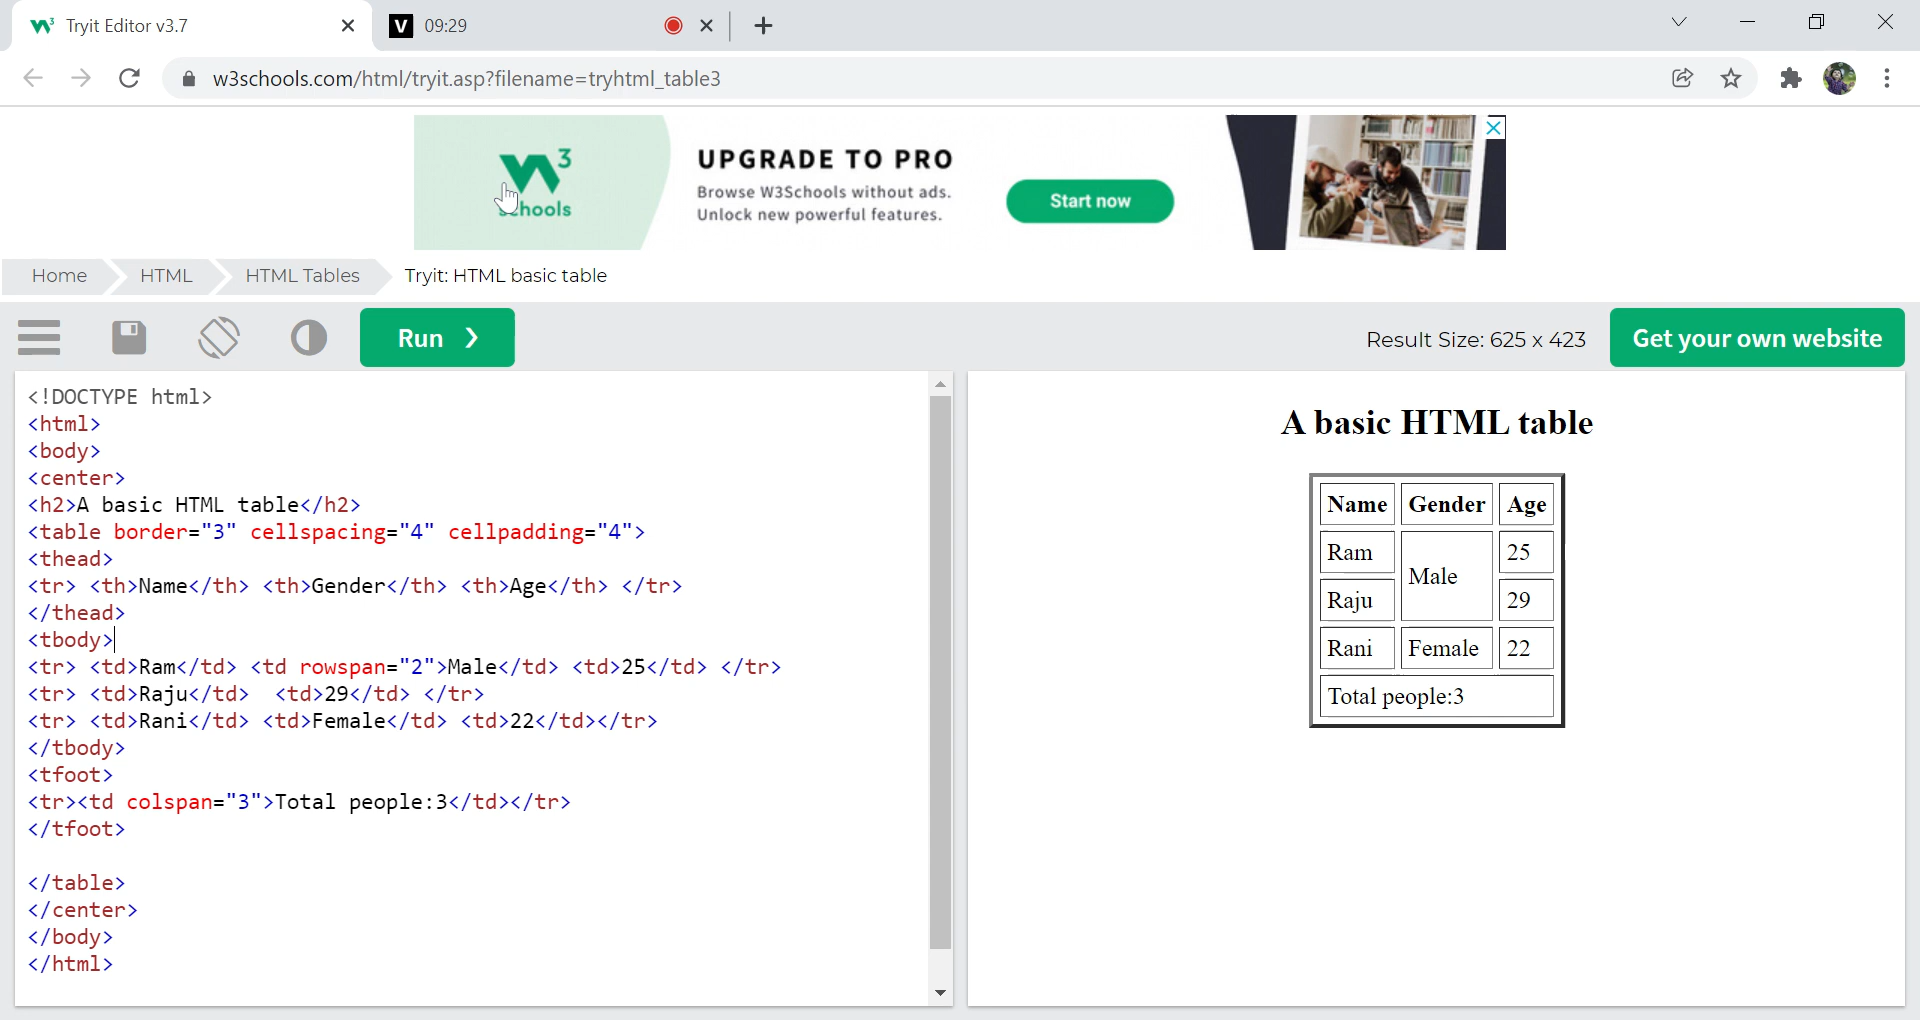 Tryit Editor v3.7
V 09:29
w3schools.com/html/tryit.asp?filename=tryhtml_table3
W3 schools
UPGRADE TO PRO
Browse W3Schools without ads.
Unlock new powerful features.
Start now
Home HTML HTML Tables Tryit: HTML basic table
Run ❯
Result Size: 625 x 423
Get your own website
<!DOCTYPE html>
<html>
<body>
<center>
<h2>A basic HTML table</h2>
<table border="3" cellspacing="4" cellpadding="4">
<thead>
<tr> <th>Name</th> <th>Gender</th> <th>Age</th> </tr>
</thead>
<tbody>
<tr> <td>Ram</td> <td rowspan="2">Male</td> <td>25</td> </tr>
<tr> <td>Raju</td>  <td>29</td> </tr>
<tr> <td>Rani</td> <td>Female</td> <td>22</td></tr>
</tbody>
<tfoot>
<tr><td colspan="3">Total people:3</td></tr>
</tfoot>
</table>
</center>
</body>
</html>
A basic HTML table
Name Gender Age
Ram Male 25
Raju 29
Rani Female 22
Total people:3